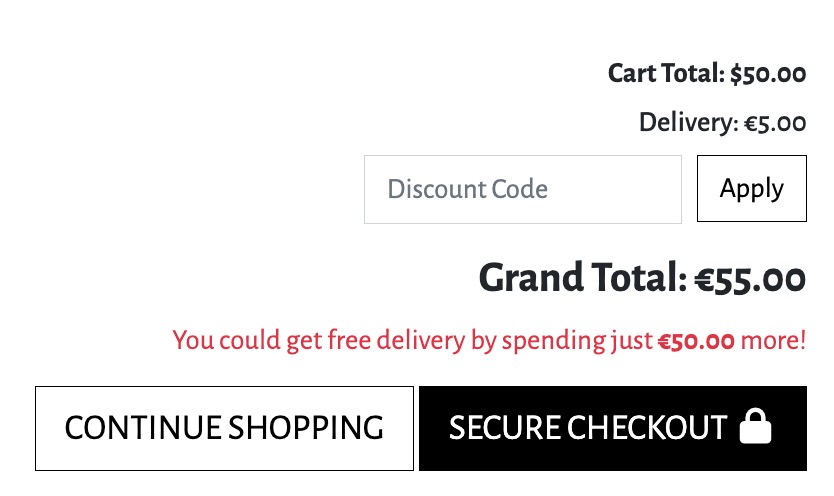 Cart Total: $50.00
Delivery: €5.00
Discount Code
Apply
Grand Total: €55.00
You could get free delivery by spending just €50.00 more!
CONTINUE SHOPPING
SECURE CHECKOUT